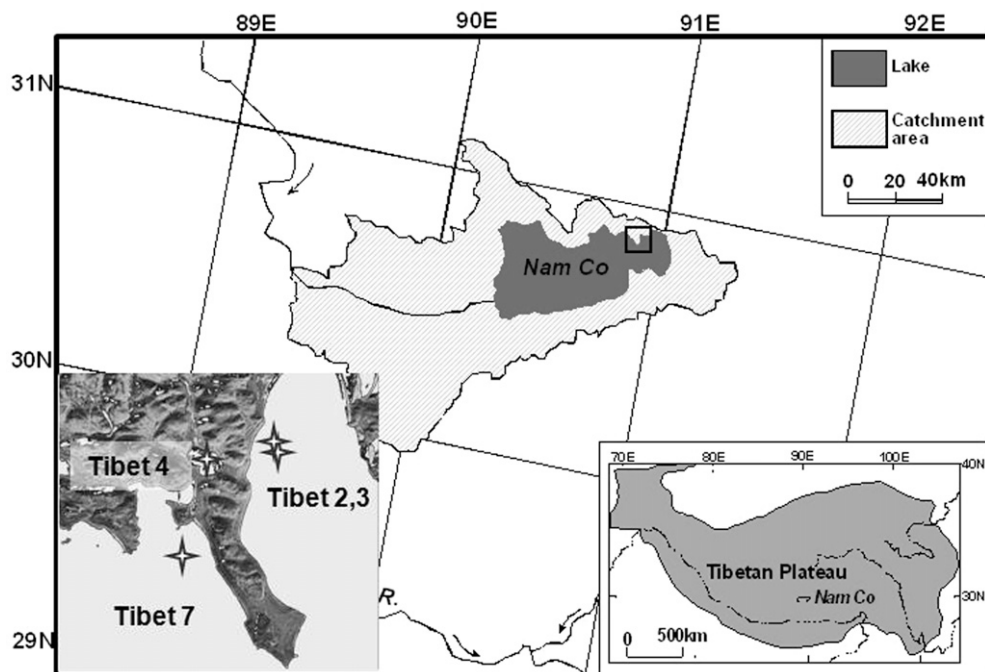 89E
90E
91E
92E
31N
30N
29N
Lake
Catchment
area
0 20 40km
Nam Co
Tibet 4
Tibet 2,3
Tibet 7
R.
70E 80E 90E 100E
40N
30N
Tibetan Plateau
Nam Co
0 500km